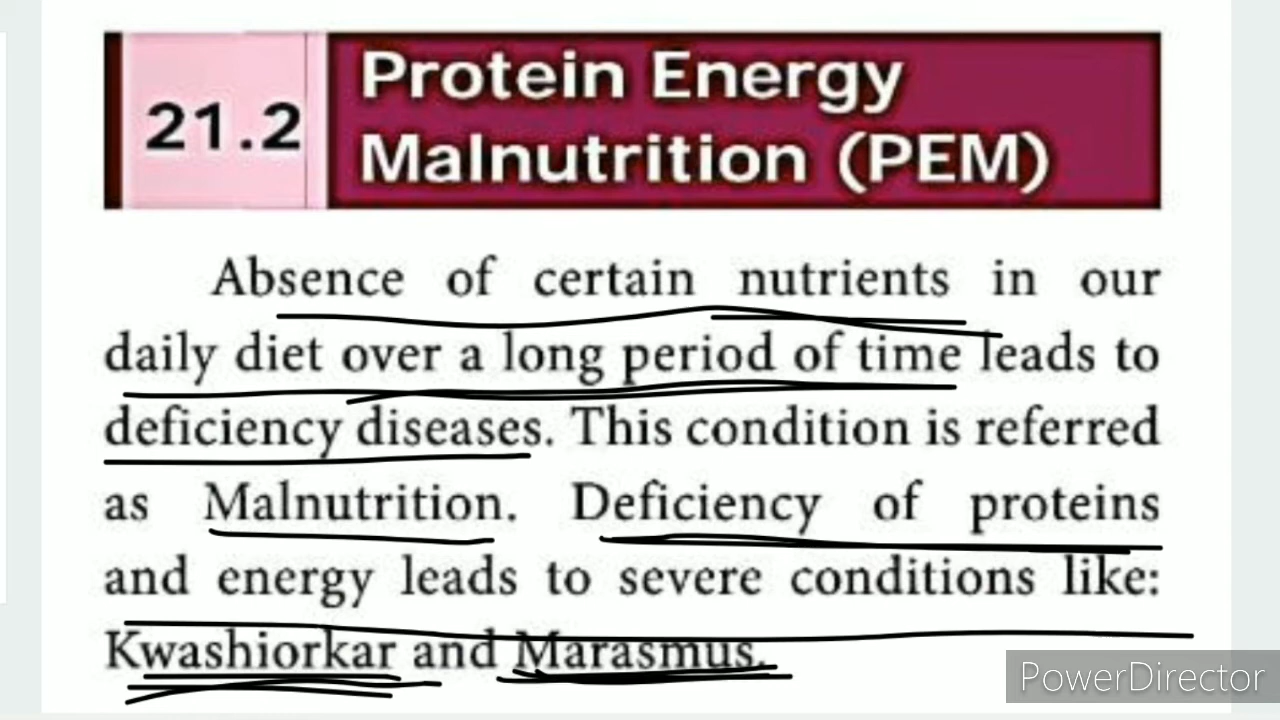 21.2
Protein Energy
Malnutrition (PEM)
Absence of certain nutrients in our
daily diet over a long period of time leads to
deficiency diseases. This condition is referred
as Malnutrition. Deficiency of proteins
and energy leads to severe conditions like:
Kwashiorkar and Marasmus.
PowerDirector